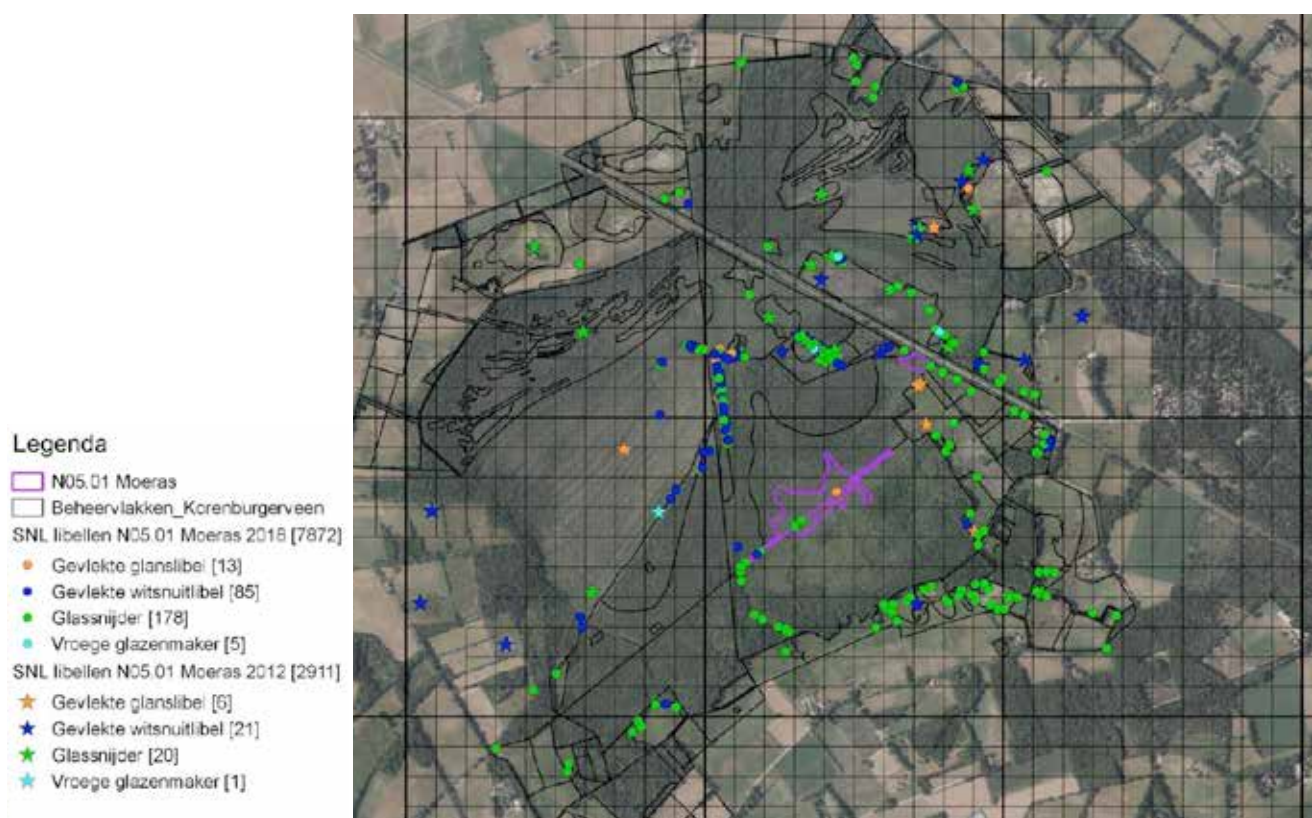 Legenda
N05.01 Moeras
Beheervlakken_Korenburgerveen
SNL libellen N05.01 Moeras 2018 [7872]
Gevlekte glanslibel [13]
Gevlekte witsnuitlibel [85]
Glassnijder [178]
Vroege glazenmaker [5]
SNL libellen N05.01 Moeras 2012 [2911]
Gevlekte glanslibel [6]
Gevlekte witsnuitlibel [21]
Glassnijder [20]
Vroege glazenmaker [1]